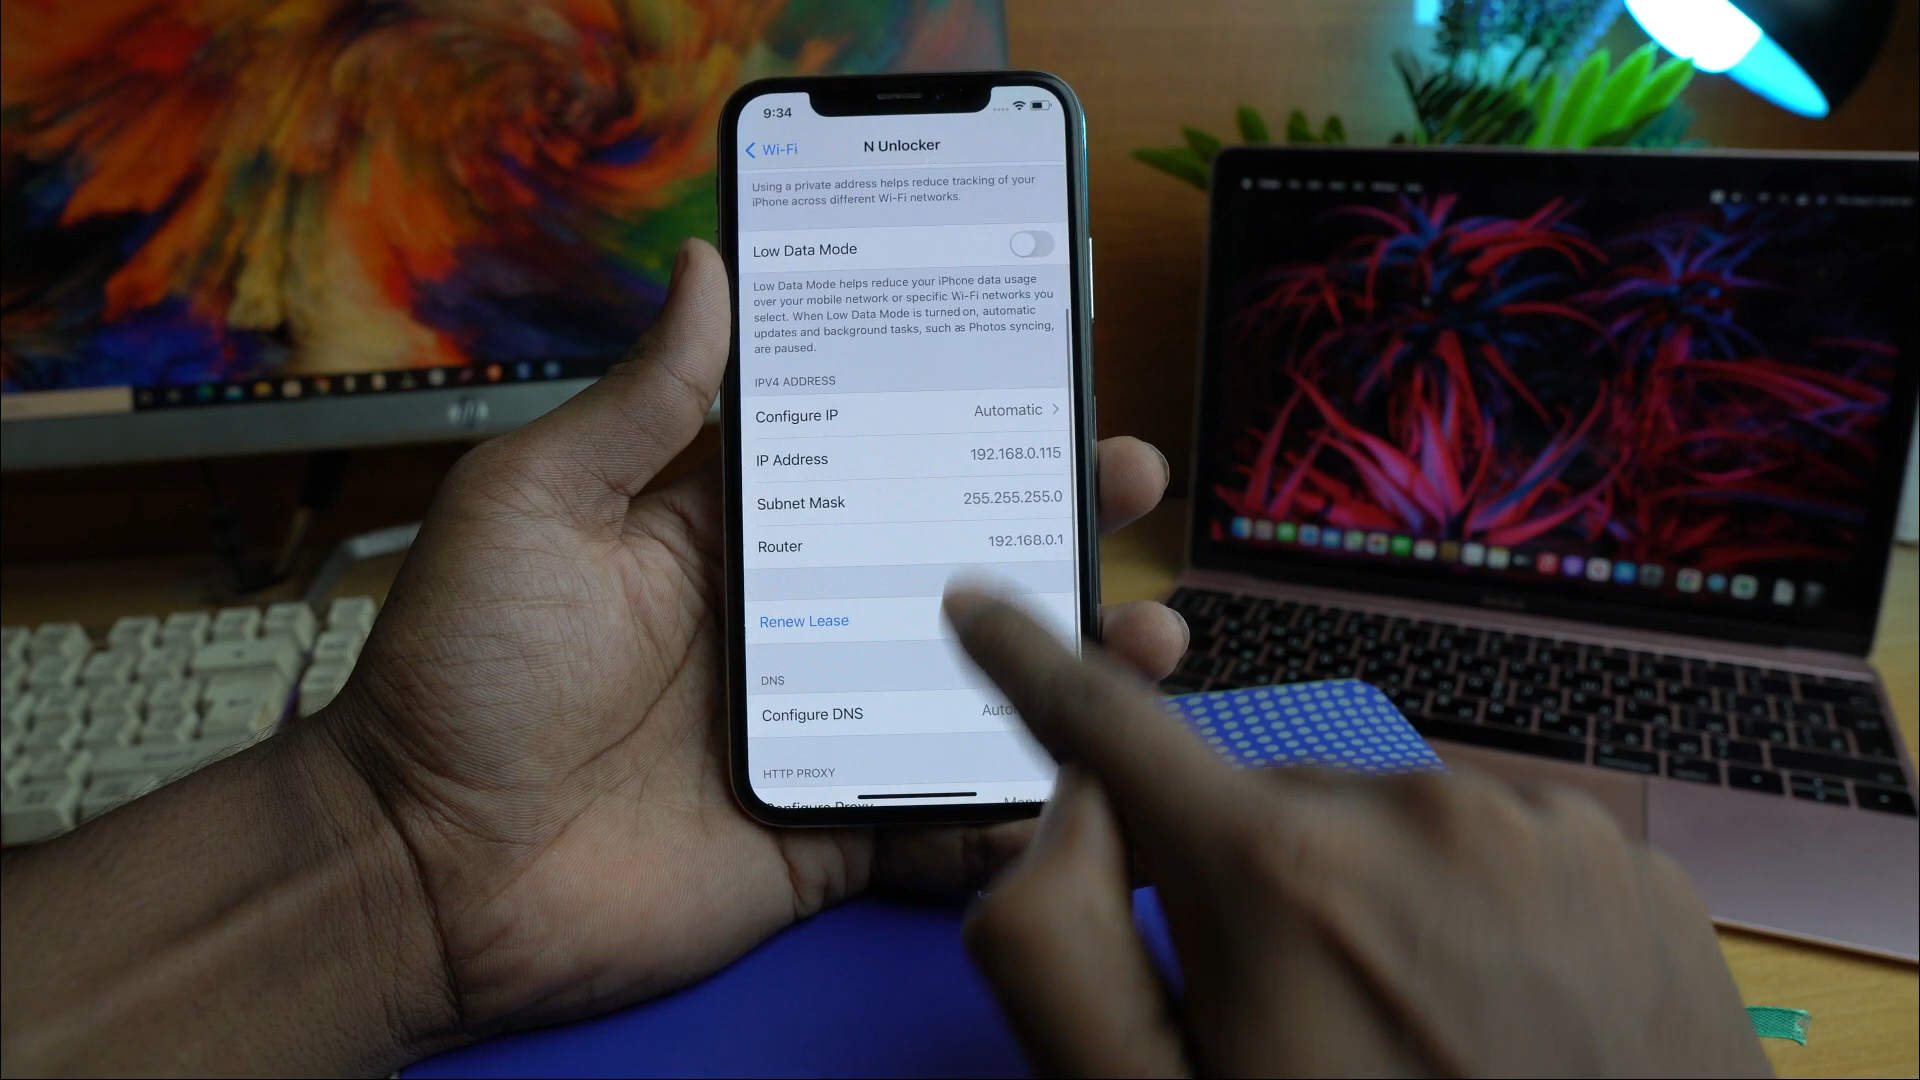 9:34
Wi-Fi
N Unlocker
Using a private address helps reduce tracking of your
iPhone across different Wi-Fi networks.
Low Data Mode
Low Data Mode helps reduce your iPhone data usage
over your mobile network or specific Wi-Fi networks you
select. When Low Data Mode is turned on, automatic
updates and background tasks, such as Photos syncing,
are paused.
IPV4 ADDRESS
Configure IP Automatic
IP Address 192.168.0.115
Subnet Mask 255.255.255.0
Router 192.168.0.1
Renew Lease
DNS
Configure DNS
HTTP PROXY
Configure Proxy
hp